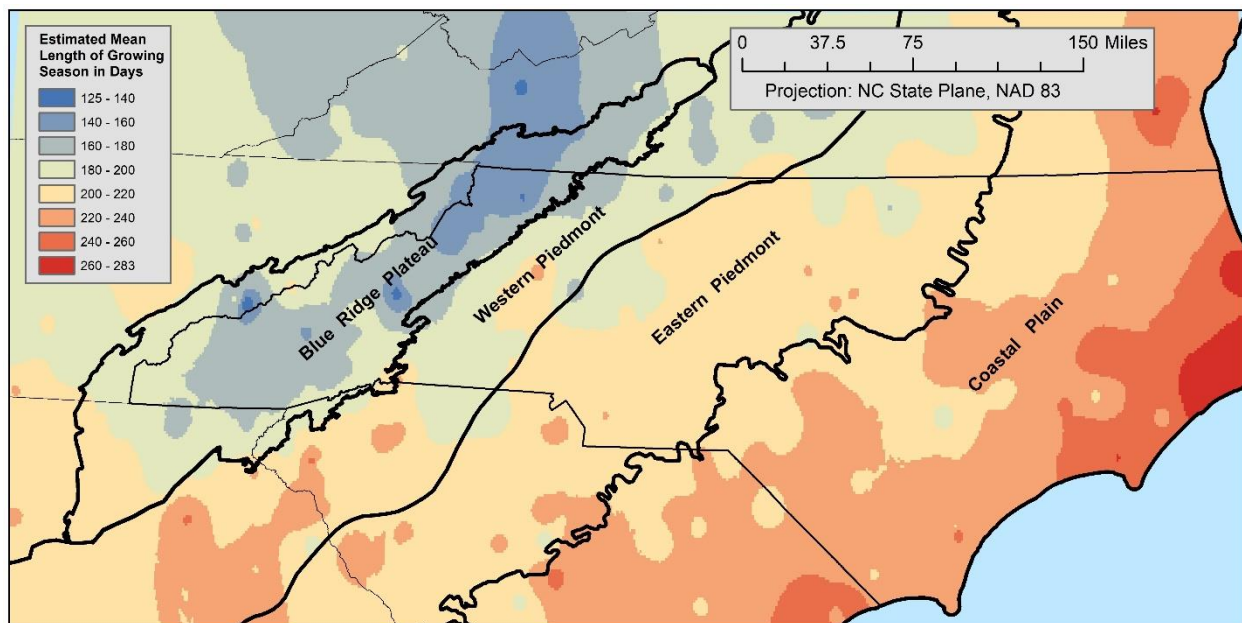 Estimated Mean
Length of Growing
Season in Days
125 - 140
140 - 160
160 - 180
180 - 200
200 - 220
220 - 240
240 - 260
260 - 283
0 37.5 75 150 Miles
Projection: NC State Plane, NAD 83
Blue Ridge Plateau
Western Piedmont
Eastern Piedmont
Coastal Plain